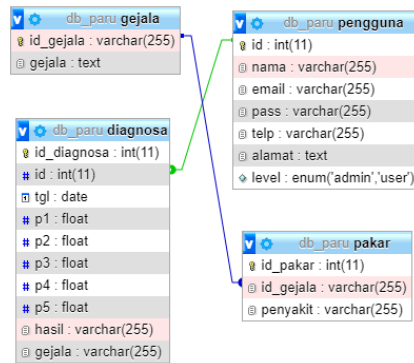 db_paru gejala
id_gejala : varchar(255)
gejala : text
db_paru pengguna
id : int(11)
nama : varchar(255)
email : varchar(255)
pass : varchar(255)
telp : varchar(255)
alamat : text
level : enum('admin','user')
db_paru diagnosa
id_diagnosa : int(11)
# id : int(11)
tgl : date
# p1 : float
# p2 : float
# p3 : float
# p4 : float
# p5 : float
hasil : varchar(255)
gejala : varchar(255)
db_paru pakar
id_pakar : int(11)
id_gejala : varchar(255)
penyakit : varchar(255)